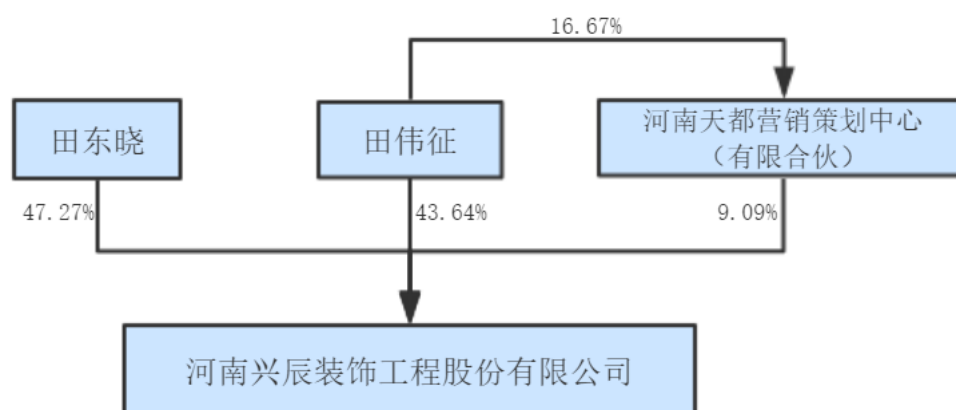 16.67%
田东晓
田伟征
河南天都营销策划中心
（有限合伙）
47.27%
43.64%
9.09%
河南兴辰装饰工程股份有限公司